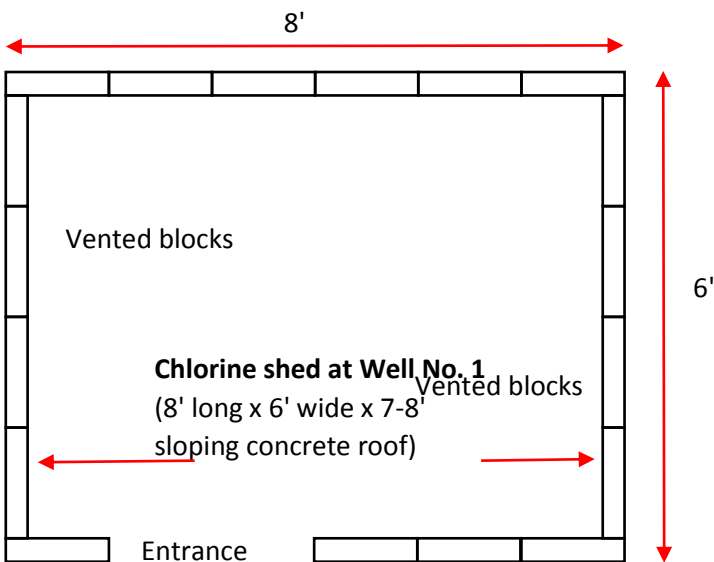 8'
Vented blocks
6'
Chlorine shed at Well No. 1
Vented blocks
(8' long x 6' wide x 7-8'
sloping concrete roof)
Entrance